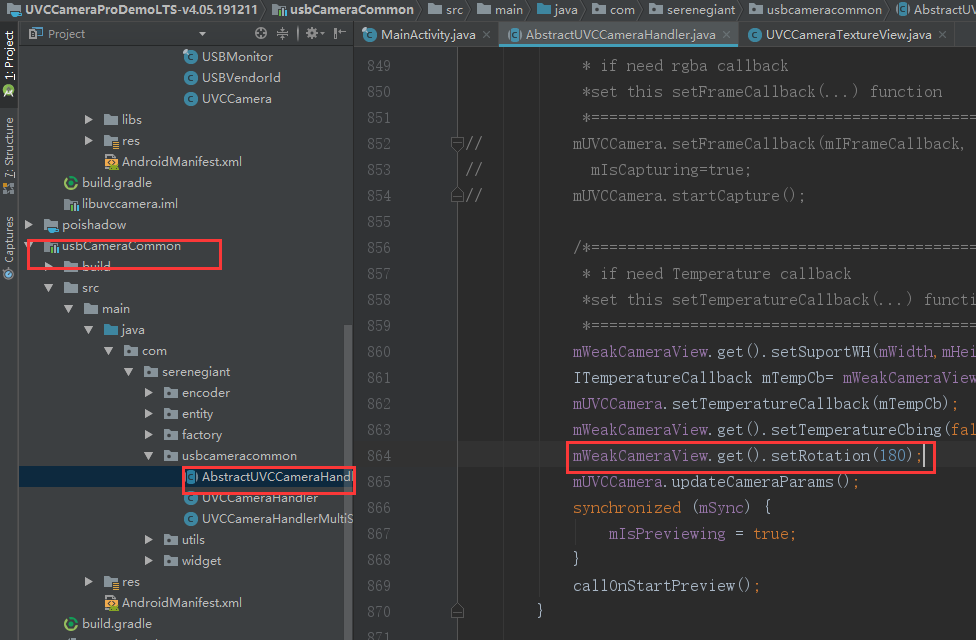 UVCCameraProDemoLTS-v4.05.191211 usbCameraCommon src main java com serenegiant usbcameracommon AbstractUV
Project
MainActivity.java AbstractUVCCameraHandler.java UVCCameraTextureView.java
1: Project
7: Structure
Captures
USBMonitor
USBVendorId
UVCCamera
libs
res
AndroidManifest.xml
build.gradle
libuvccamera.iml
poishadow
usbCameraCommon
build
src
main
java
com
serenegiant
encoder
entity
factory
usbcameracommon
AbstractUVCCameraHandl
UVCCameraHandler
UVCCameraHandlerMultiS
utils
widget
res
AndroidManifest.xml
build.gradle
849 * if need rgba callback
850 *set this setFrameCallback(...) function
851 *===========================================
852 // mUVCCamera.setFrameCallback(mIFrameCallback,
853 // mIsCapturing=true;
854 // mUVCCamera.startCapture();
855
856 /*===========================================
857 * if need Temperature callback
858 *set this setTemperatureCallback(...) functi
859 *===========================================
860 mWeakCameraView.get().setSuportWH(mWidth,mHei
861 ITemperatureCallback mTempCb= mWeakCameraView
862 mUVCCamera.setTemperatureCallback(mTempCb);
863 mWeakCameraView.get().setTemperatureCbing(fal
864 mWeakCameraView.get().setRotation(180);
865 mUVCCamera.updateCameraParams();
866 synchronized (mSync) {
867 mIsPreviewing = true;
868 }
869 callOnStartPreview();
870 }
871